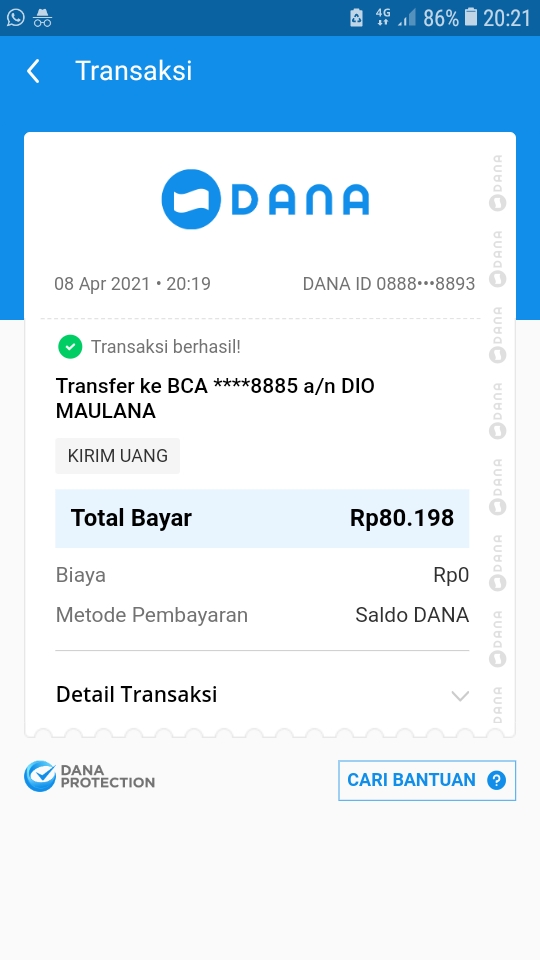 4G 86% 20:21
Transaksi
DANA
08 Apr 2021 • 20:19 DANA ID 0888•••8893
Transaksi berhasil!
Transfer ke BCA ****8885 a/n DIO
MAULANA
KIRIM UANG
Total Bayar Rp80.198
Biaya Rp0
Metode Pembayaran Saldo DANA
Detail Transaksi
DANA
DANA
DANA
DANA
DANA
DANA
DANA
DANA
DANA
PROTECTION
CARI BANTUAN ?